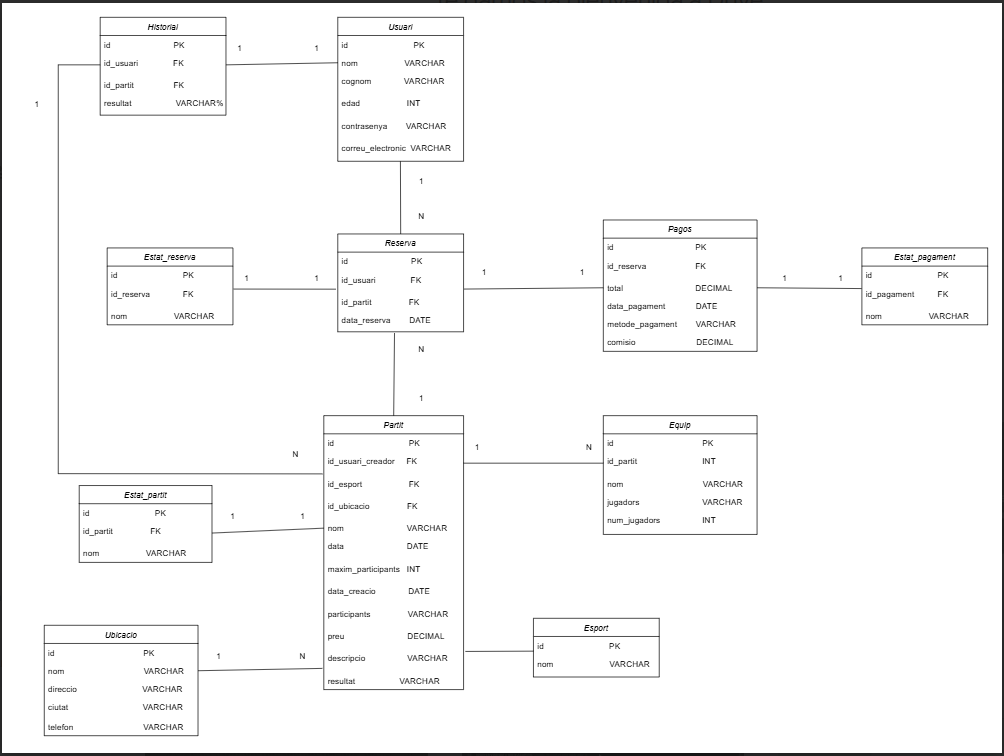 Historial
id PK
id_usuari FK
id_partit FK
resultat VARCHAR%
1 1
1
Usuari
id PK
nom VARCHAR
cognom VARCHAR
edad INT
contrasenya VARCHAR
correu_electronic VARCHAR
1
N
Estat_reserva
id PK
id_reserva FK
nom VARCHAR
1 1
Reserva
id PK
id_usuari FK
id_partit FK
data_reserva DATE
1 1
Pagos
id PK
id_reserva FK
total DECIMAL
data_pagament DATE
metode_pagament VARCHAR
comisio DECIMAL
1 1
Estat_pagament
id PK
id_pagament FK
nom VARCHAR
N
1
N
Partit
id PK
id_usuari_creador FK
id_esport FK
id_ubicacio FK
nom VARCHAR
data DATE
maxim_participants INT
data_creacio DATE
participants VARCHAR
preu DECIMAL
descripcio VARCHAR
resultat VARCHAR
1 N
Equip
id PK
id_partit INT
nom VARCHAR
jugadors VARCHAR
num_jugadors INT
Estat_partit
id PK
id_partit FK
nom VARCHAR
1 1
Ubicacio
id PK
nom VARCHAR
direccio VARCHAR
ciutat VARCHAR
telefon VARCHAR
1 N
Esport
id PK
nom VARCHAR